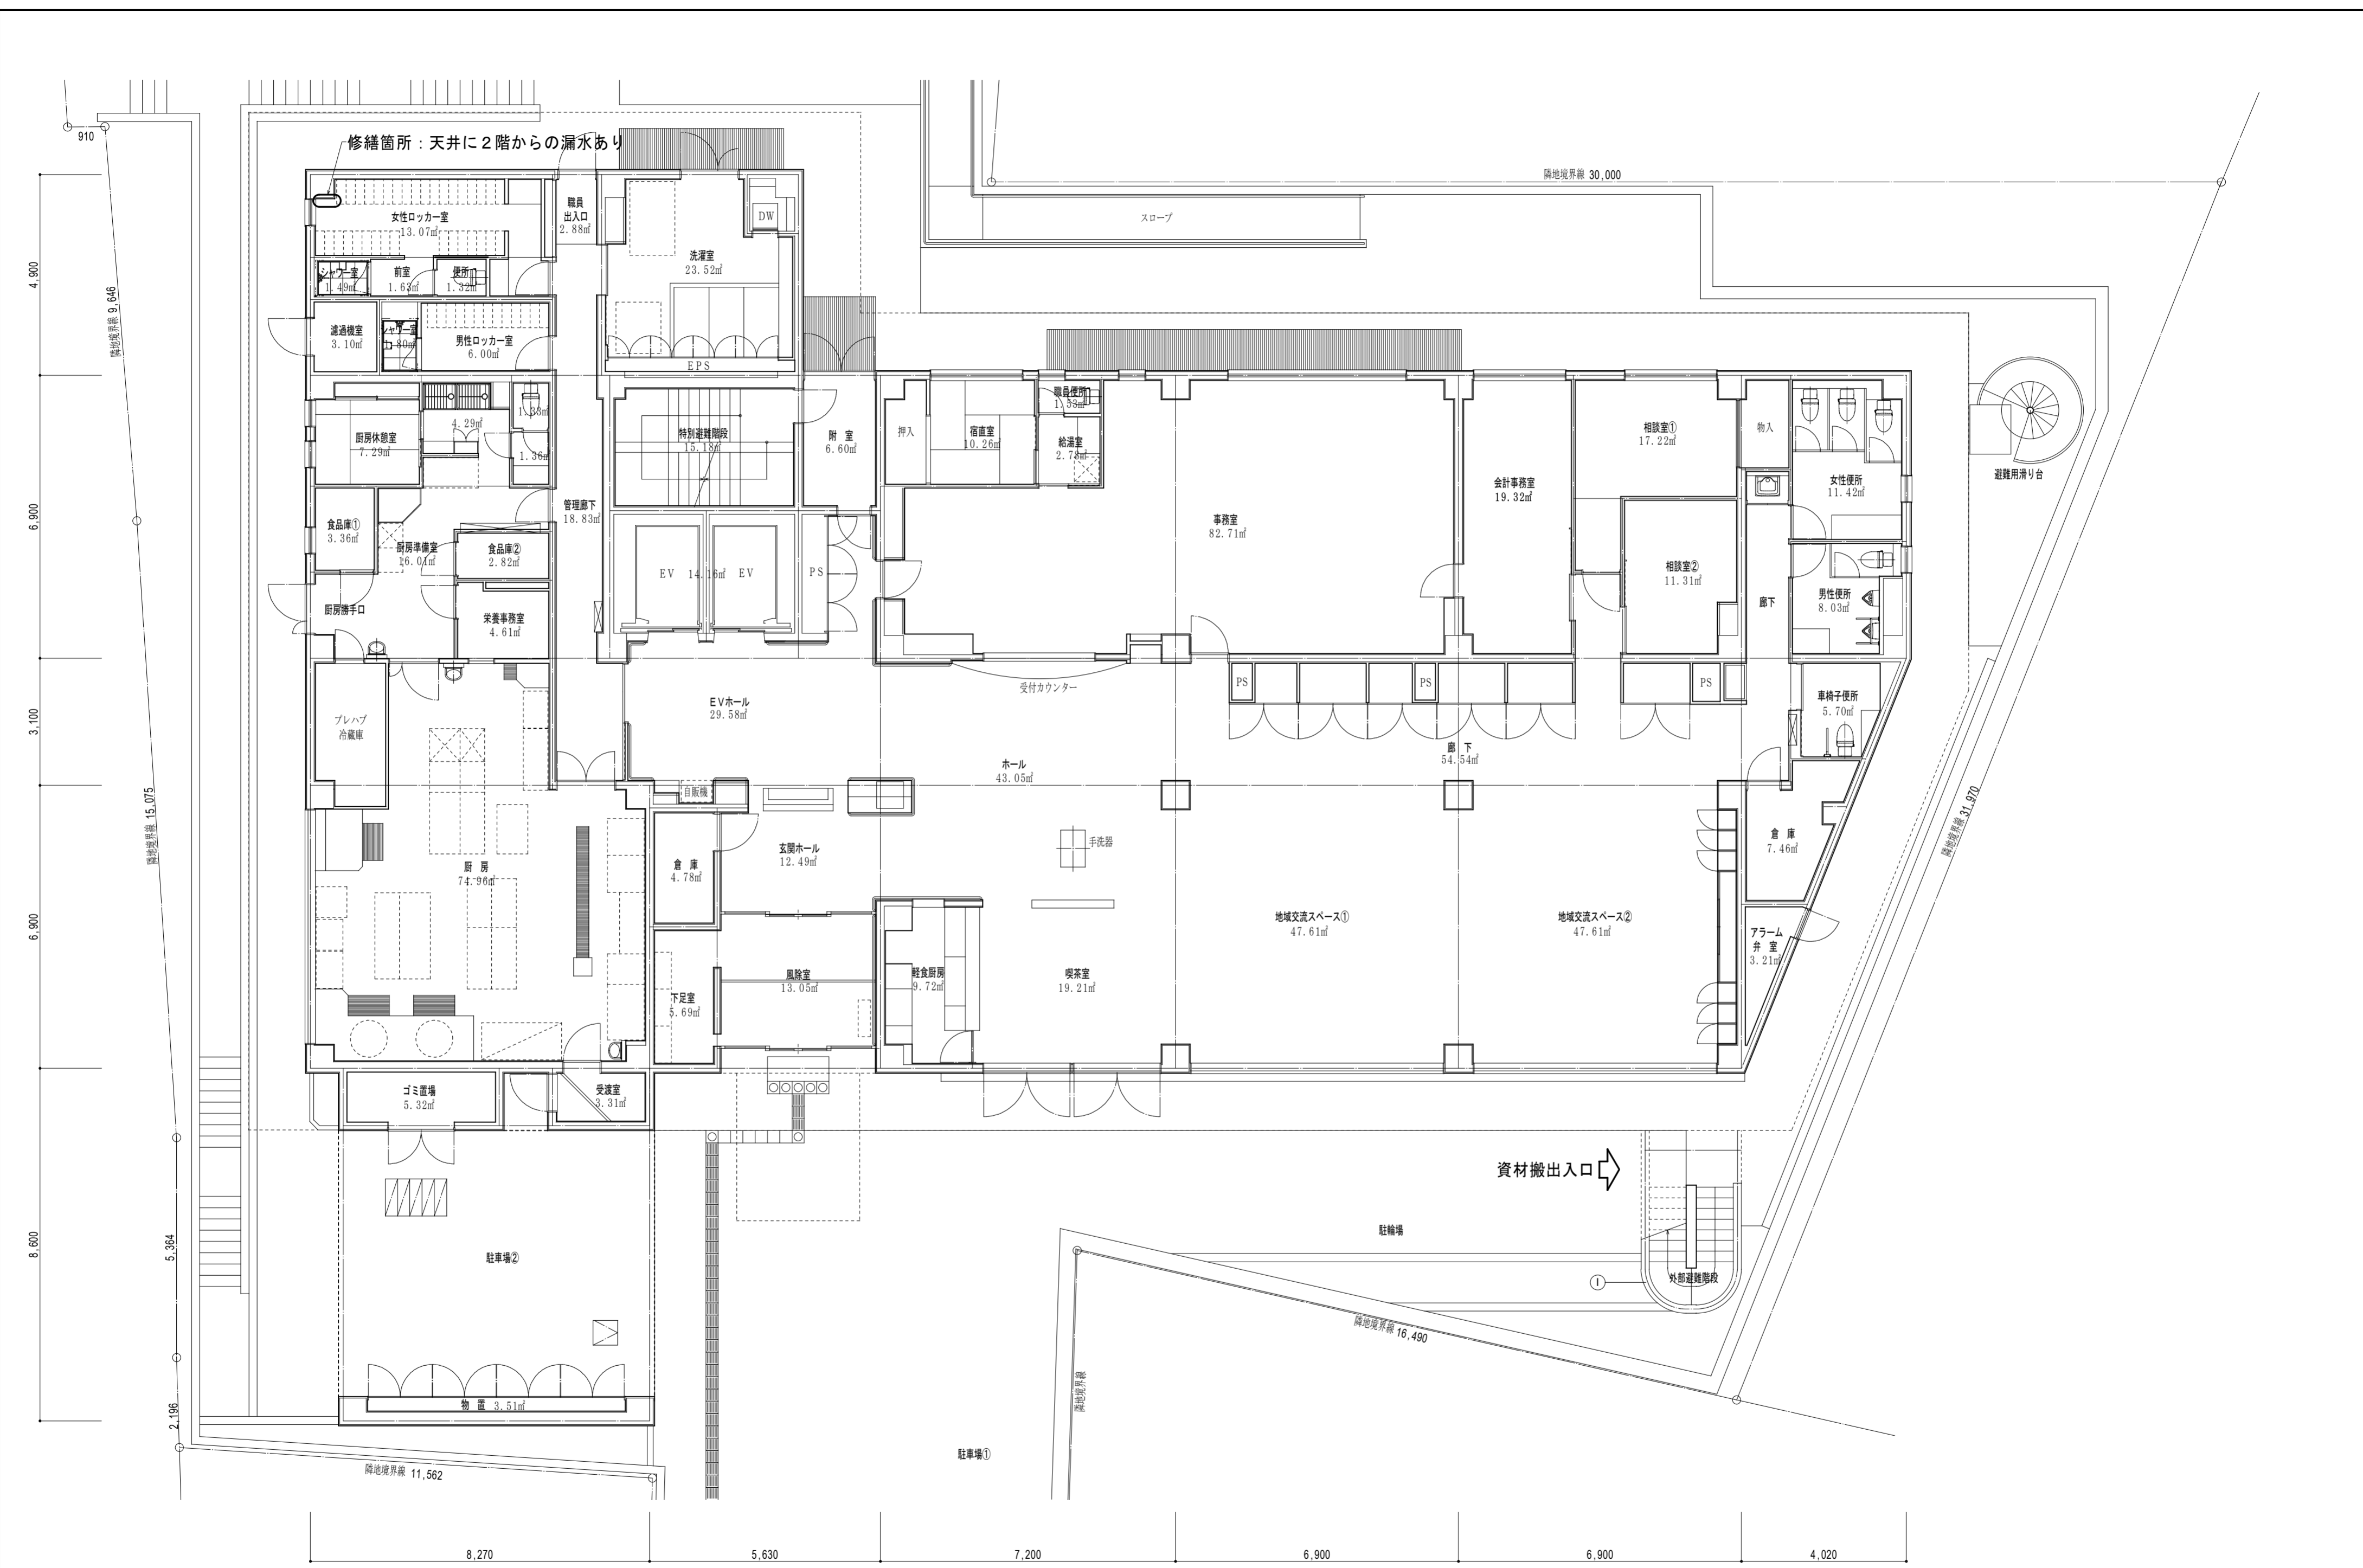 910
修繕箇所：天井に２階からの漏水あり
隣地境界線 30,000
スロープ
女性ロッカー室
13.07㎡
職員
出入口
2.88㎡
DW
洗濯室
23.52㎡
シャワー室
1.49㎡
前室
1.63㎡
便所
1.32㎡
4,900
隣地境界線 9,646
濾過機室
3.10㎡
シャワー室
1.80㎡
男性ロッカー室
6.00㎡
EPS
厨房休憩室
7.29㎡
4.29㎡
1.33㎡
1.36㎡
特別避難階段
15.18㎡
附 室
6.60㎡
押入
宿直室
10.26㎡
職員便所
1.53㎡
給湯室
2.78㎡
相談室①
17.22㎡
物入
女性便所
11.42㎡
避難用滑り台
6,900
食品庫①
3.36㎡
厨房準備室
16.01㎡
食品庫②
2.82㎡
管理廊下
18.83㎡
EV 14.16㎡ EV
PS
事務室
82.71㎡
会計事務室
19.32㎡
相談室②
11.31㎡
廊下
男性便所
8.03㎡
厨房勝手口
栄養事務室
4.61㎡
3,100
プレハブ
冷蔵庫
EVホール
29.58㎡
受付カウンター
PS
PS
PS
車椅子便所
5.70㎡
ホール
43.05㎡
廊 下
54.54㎡
自販機
隣地境界線 15,075
隣地境界線 31,970
厨 房
74.96㎡
倉 庫
4.78㎡
玄関ホール
12.49㎡
手洗器
倉 庫
7.46㎡
6,900
地域交流スペース①
47.61㎡
地域交流スペース②
47.61㎡
アラーム
弁 室
3.21㎡
下足室
5.69㎡
風除室
13.05㎡
軽食厨房
9.72㎡
喫茶室
19.21㎡
ゴミ置場
5.32㎡
受渡室
3.31㎡
資材搬出入口
8,600
5,364
駐車場②
駐輪場
外部避難階段
隣地境界線 16,490
隣地境界線
2,196
物 置 3.51㎡
隣地境界線 11,562
駐車場①
8,270
5,630
7,200
6,900
6,900
4,020